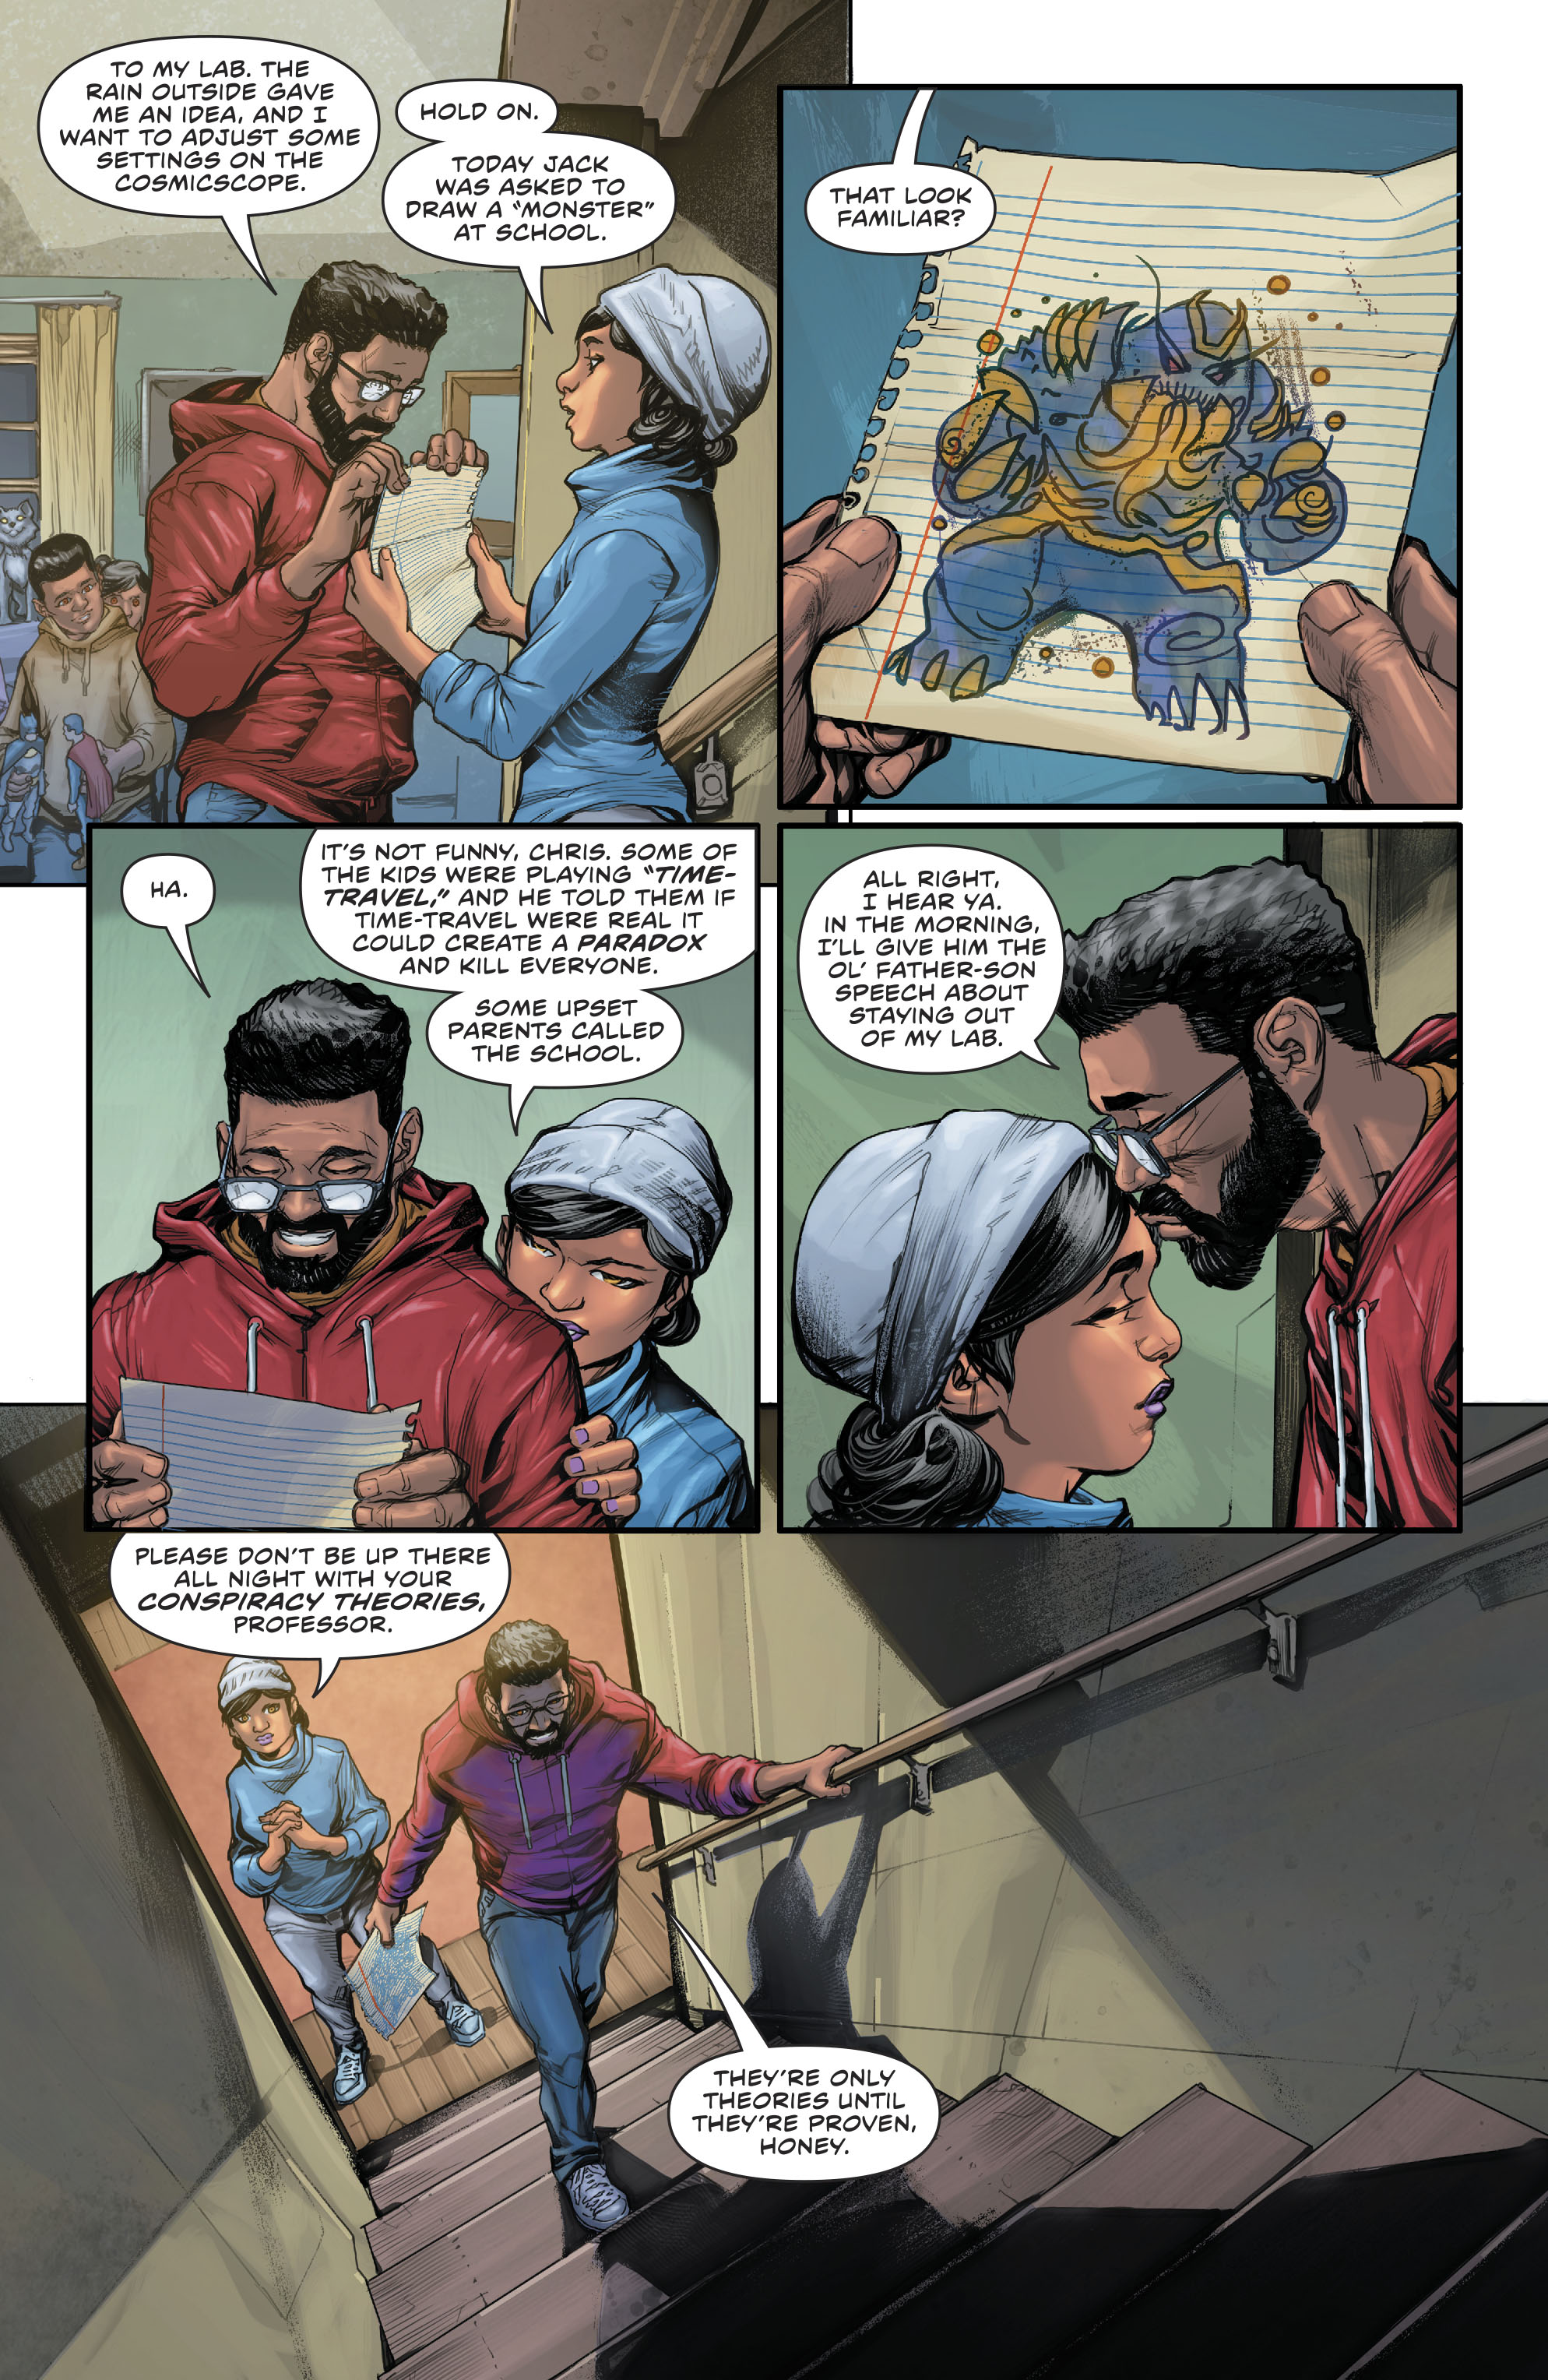 TO MY LAB. THE
RAIN OUTSIDE GAVE
ME AN IDEA, AND I
WANT TO ADJUST SOME
SETTINGS ON THE
COSMICSCOPE.
HOLD ON.
TODAY JACK
WAS ASKED TO
DRAW A "MONSTER"
AT SCHOOL.
THAT LOOK
FAMILIAR?
HA.
IT'S NOT FUNNY, CHRIS. SOME OF
THE KIDS WERE PLAYING "TIME-
TRAVEL," AND HE TOLD THEM IF
TIME-TRAVEL WERE REAL IT
COULD CREATE A PARADOX
AND KILL EVERYONE.
SOME UPSET
PARENTS CALLED
THE SCHOOL.
ALL RIGHT,
I HEAR YA.
IN THE MORNING,
I'LL GIVE HIM THE
OL' FATHER-SON
SPEECH ABOUT
STAYING OUT
OF MY LAB.
PLEASE DON'T BE UP THERE
ALL NIGHT WITH YOUR
CONSPIRACY THEORIES,
PROFESSOR.
THEY'RE ONLY
THEORIES UNTIL
THEY'RE PROVEN,
HONEY.